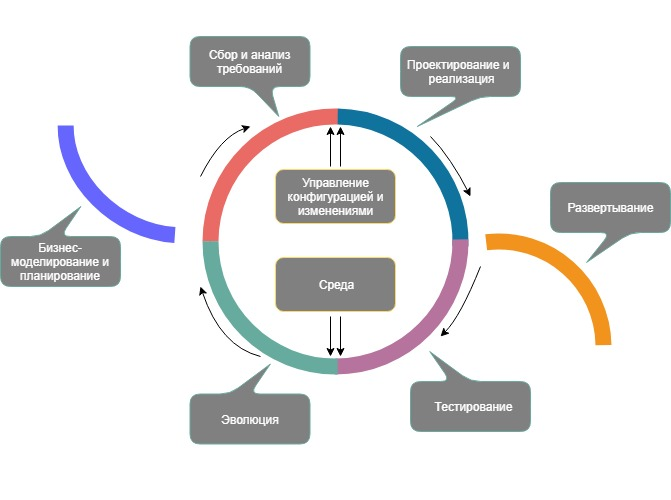 Сбор и анализ
требований
Проектирование и
реализация
Управление
конфигурацией и
изменениями
Развертывание
Бизнес-
моделирование и
планирование
Среда
Тестирование
Эволюция